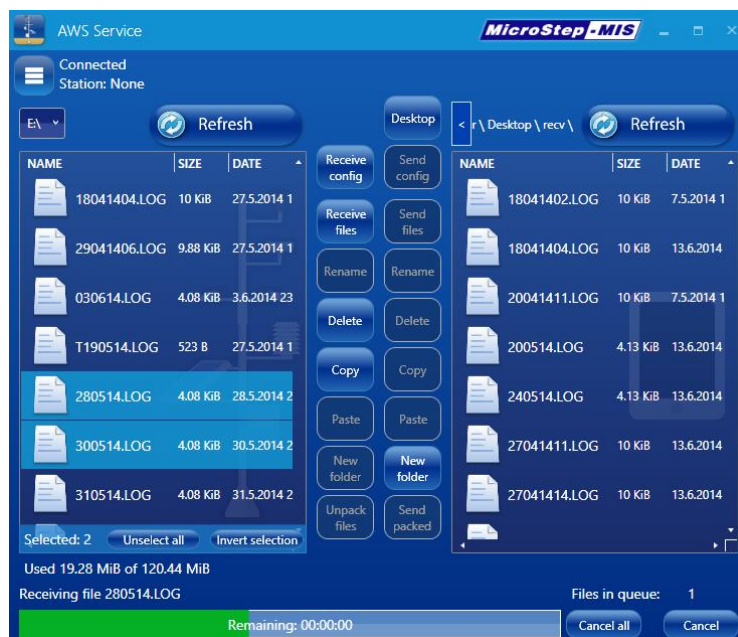 AWS Service
MicroStep-MIS
Connected
Station: None
E:\
Refresh
Desktop
< r \ Desktop \ recv \
Refresh
NAME SIZE DATE
18041404.LOG 10 KiB 27.5.2014 1
29041406.LOG 9.88 KiB 27.5.2014 1
030614.LOG 4.08 KiB 3.6.2014 23
T190514.LOG 523 B 27.5.2014 1
280514.LOG 4.08 KiB 28.5.2014 2
300514.LOG 4.08 KiB 30.5.2014 2
310514.LOG 4.08 KiB 31.5.2014 2
Selected: 2 Unselect all Invert selection
Receive config
Send config
Receive files
Send files
Rename
Rename
Delete
Delete
Copy
Copy
Paste
Paste
New folder
New folder
Unpack files
Send packed
NAME SIZE DATE
18041402.LOG 10 KiB 7.5.2014 1
18041404.LOG 10 KiB 13.6.2014
20041411.LOG 10 KiB 7.5.2014 1
200514.LOG 4.13 KiB 13.6.2014
240514.LOG 4.13 KiB 13.6.2014
27041411.LOG 10 KiB 13.6.2014
27041414.LOG 10 KiB 13.6.2014
Used 19.28 MiB of 120.44 MiB
Receiving file 280514.LOG
Files in queue: 1
Remaining: 00:00:00
Cancel all
Cancel